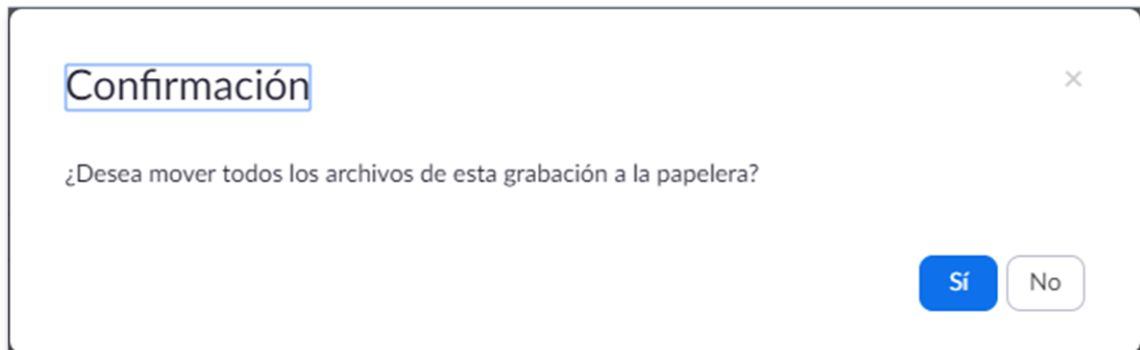 Confirmación
×
¿Desea mover todos los archivos de esta grabación a la papelera?
Sí No